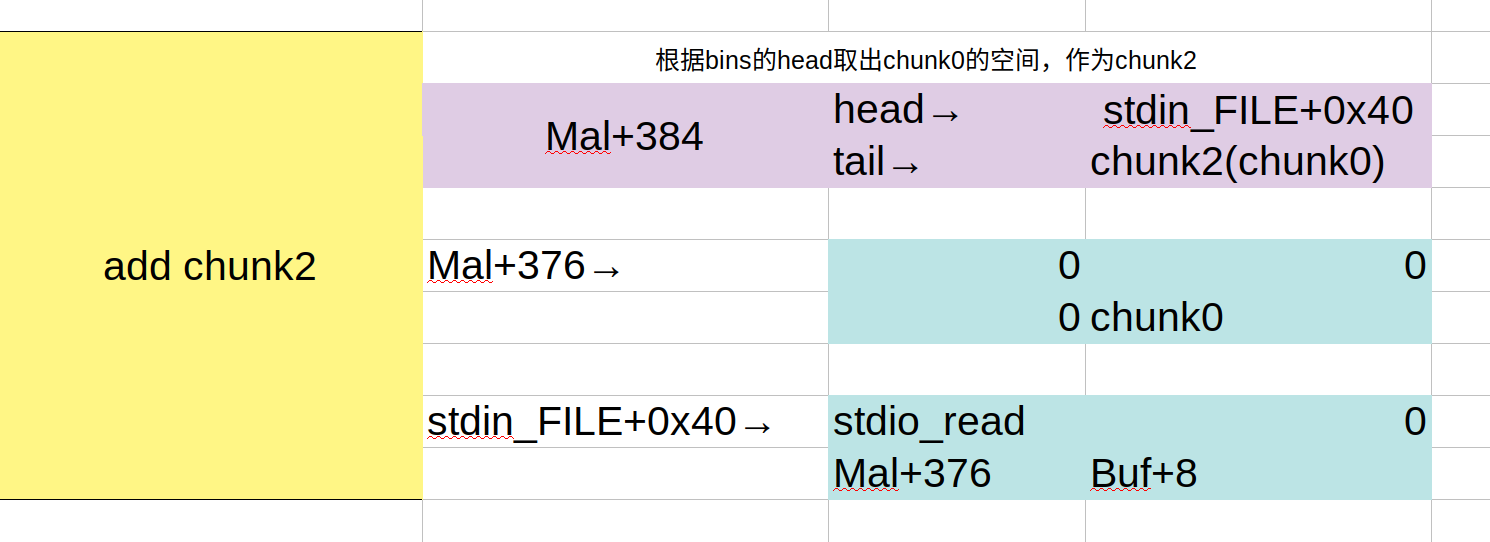 根据bins的head取出chunk0的空间，作为chunk2
Mal+384
head→ stdin_FILE+0x40
tail→ chunk2(chunk0)
add chunk2
Mal+376→ 0 0
0 chunk0
stdin_FILE+0x40→ stdio_read 0
Mal+376 Buf+8